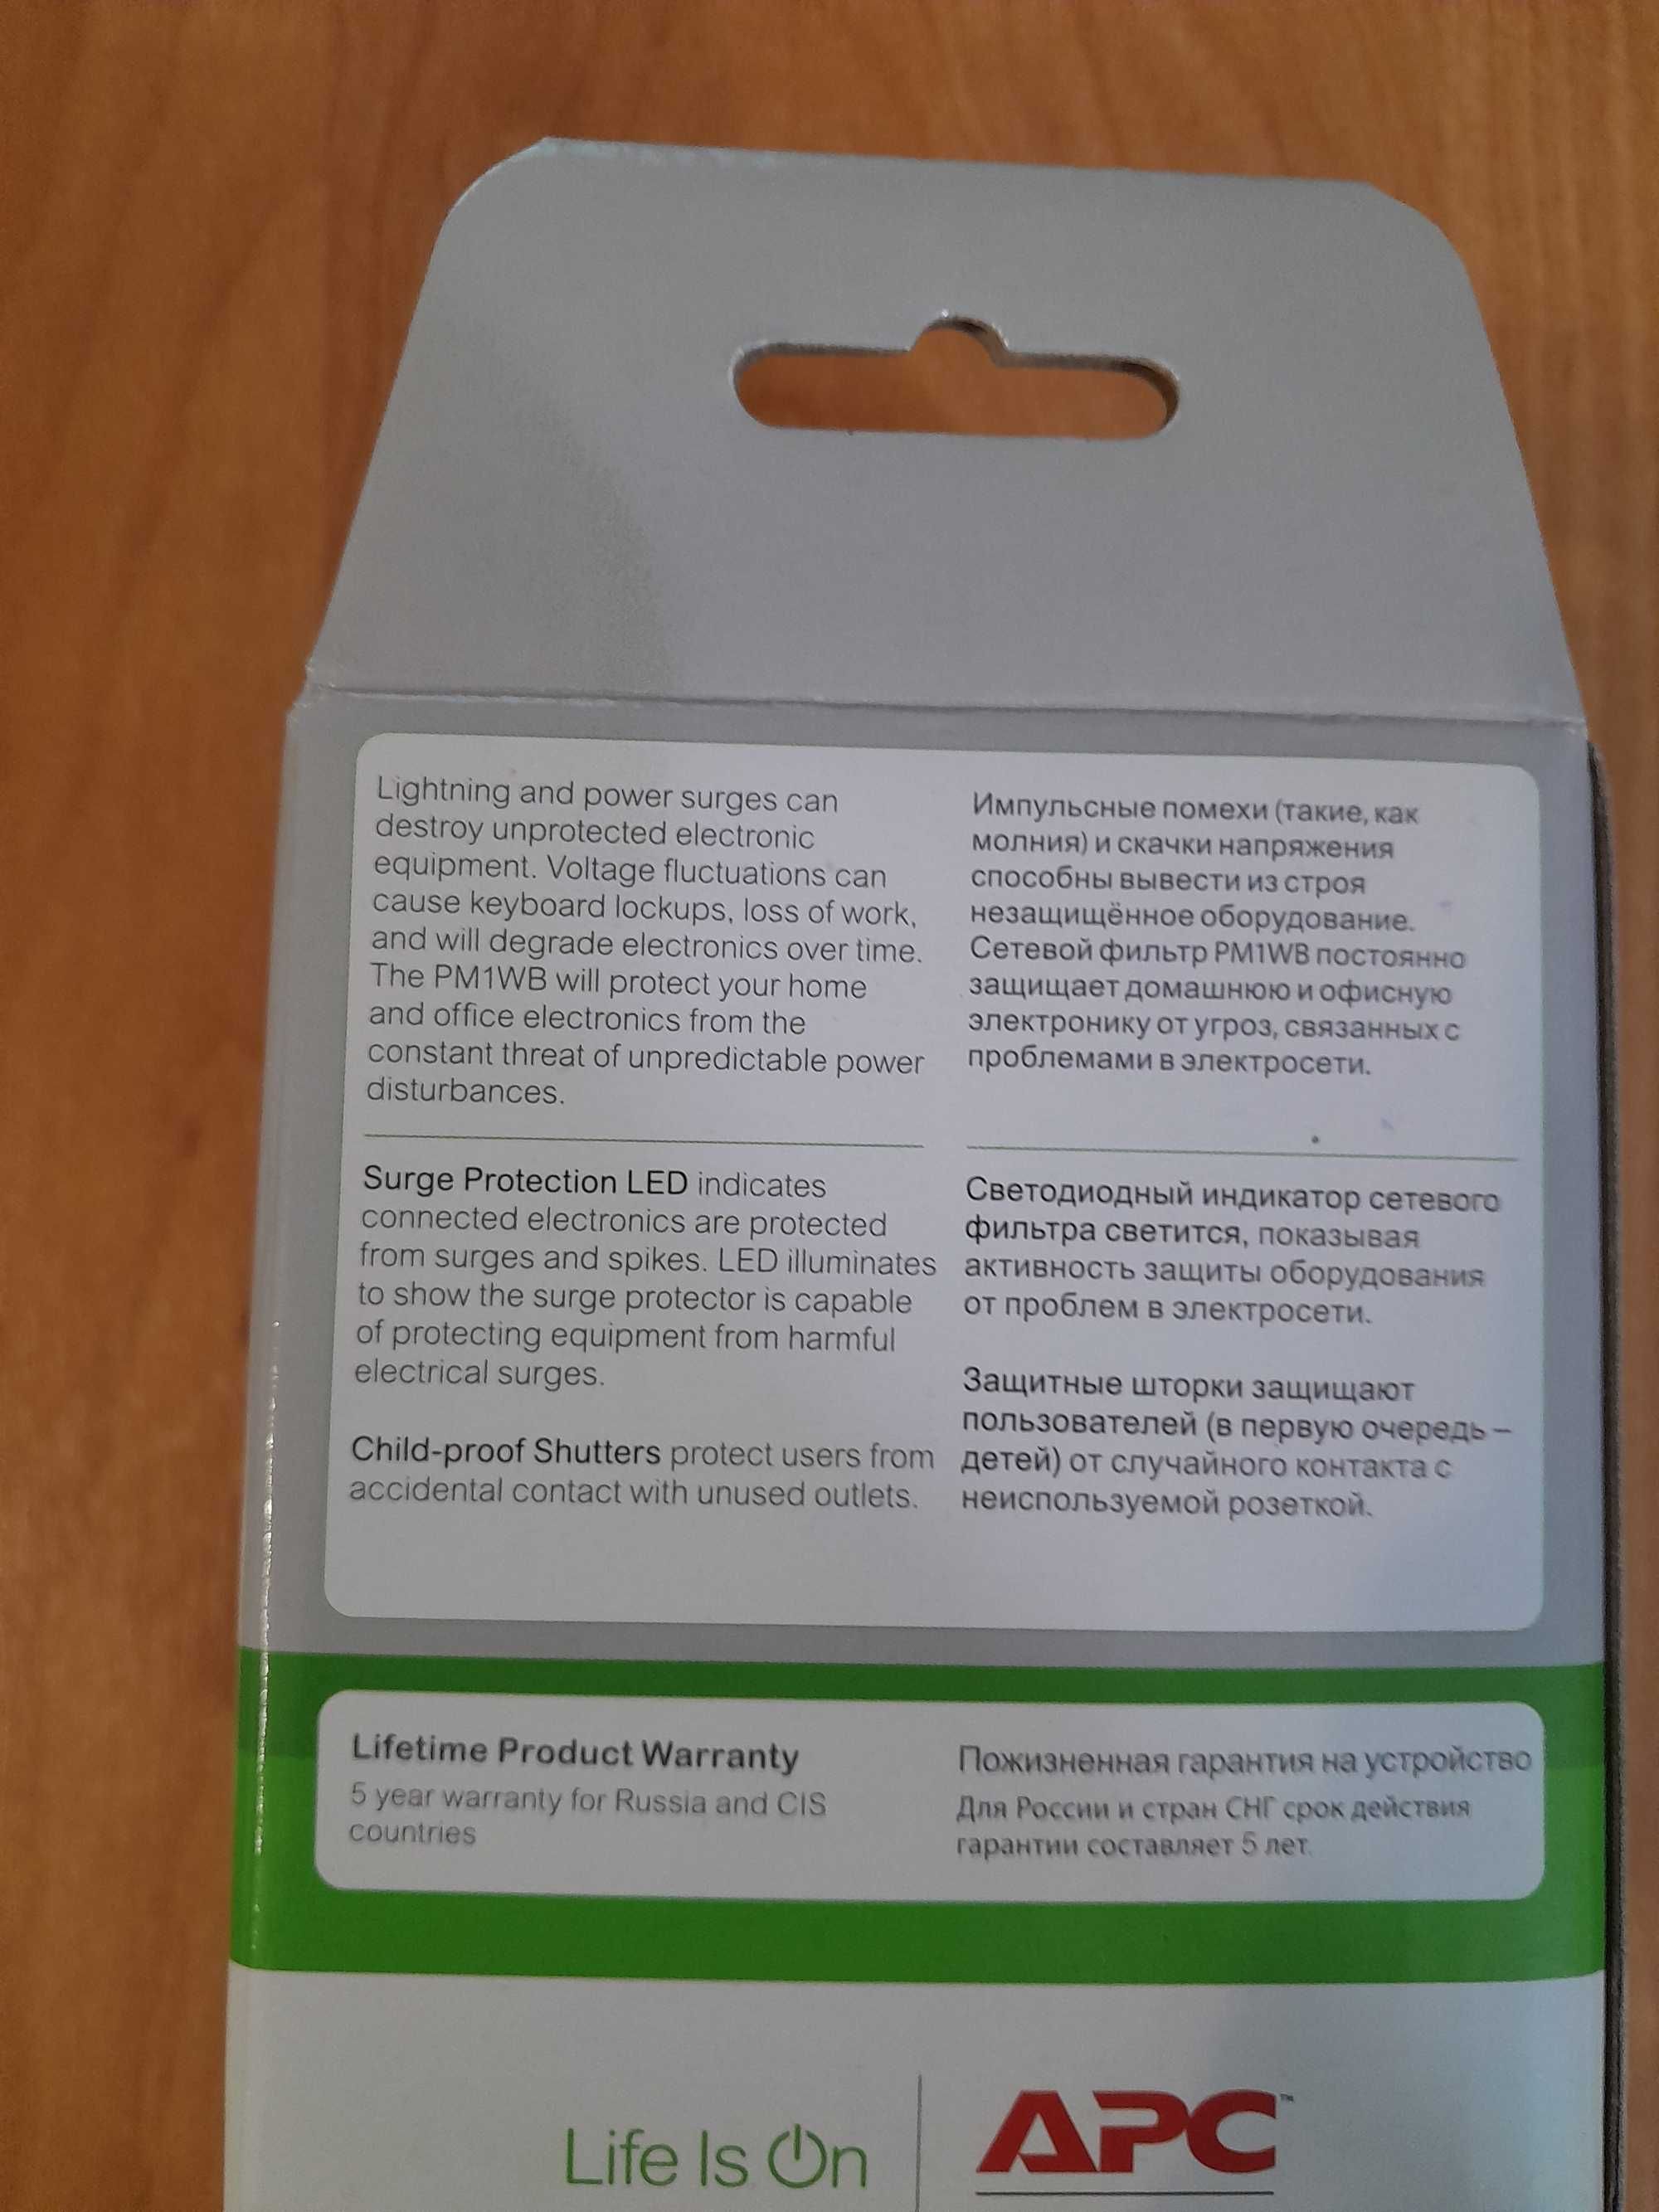 Lightning and power surges can
destroy unprotected electronic
equipment. Voltage fluctuations can
cause keyboard lockups, loss of work,
and will degrade electronics over time.
The PM1WB will protect your home
and office electronics from the
constant threat of unpredictable power
disturbances.
Surge Protection LED indicates
connected electronics are protected
from surges and spikes. LED illuminates
to show the surge protector is capable
of protecting equipment from harmful
electrical surges.
Child-proof Shutters protect users from
accidental contact with unused outlets.
Импульсные помехи (такие, как
молния) и скачки напряжения
способны вывести из строя
незащищённое оборудование.
Сетевой фильтр PM1WB постоянно
защищает домашнюю и офисную
электронику от угроз, связанных с
проблемами в электросети.
Светодиодный индикатор сетевого
фильтра светится, показывая
активность защиты оборудования
от проблем в электросети.
Защитные шторки защищают
пользователей (в первую очередь –
детей) от случайного контакта с
неиспользуемой розеткой.
Lifetime Product Warranty
5 year warranty for Russia and CIS
countries
Пожизненная гарантия на устройство
Для России и стран СНГ срок действия
гарантии составляет 5 лет.
Life Is On
APC™